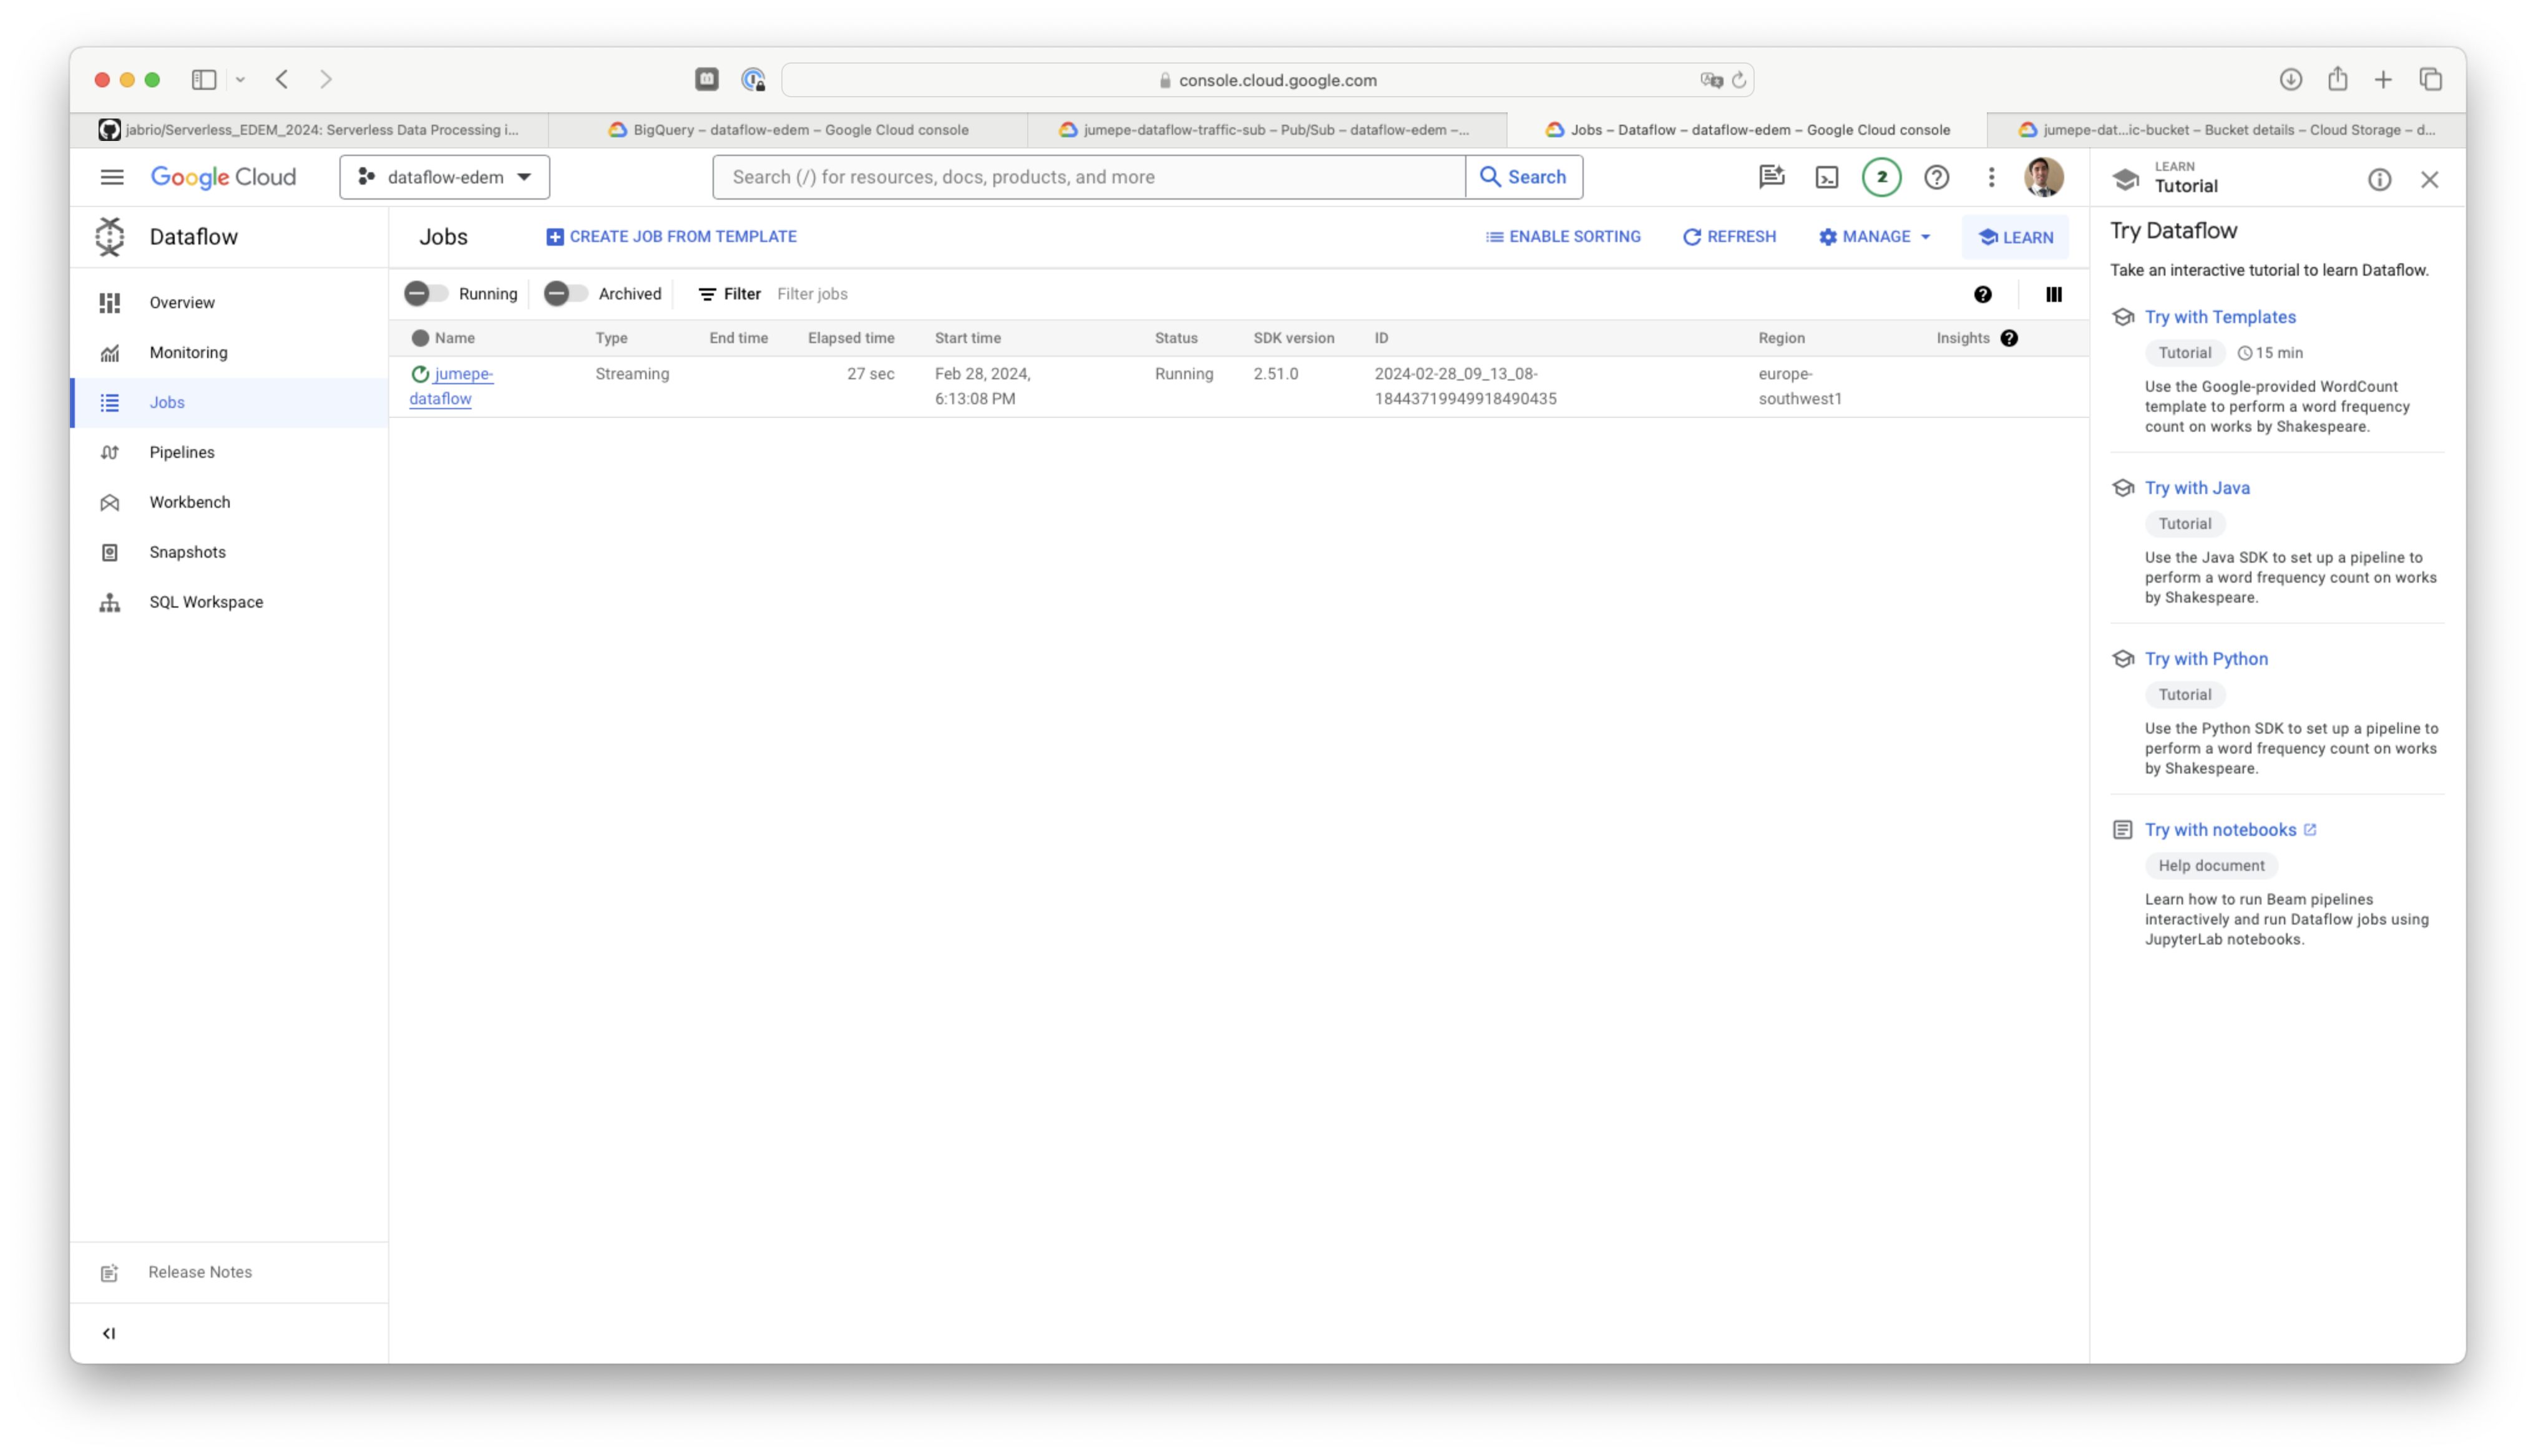 console.cloud.google.com
jabrio/Serverless_EDEM_2024: Serverless Data Processing i...
BigQuery – dataflow-edem – Google Cloud console
jumepe-dataflow-traffic-sub – Pub/Sub – dataflow-edem –...
Jobs – Dataflow – dataflow-edem – Google Cloud console
jumepe-dat...ic-bucket – Bucket details – Cloud Storage – d...
Google Cloud
dataflow-edem
Search (/) for resources, docs, products, and more
Search
2
LEARN
Tutorial
Dataflow
Overview
Monitoring
Jobs
Pipelines
Workbench
Snapshots
SQL Workspace
Release Notes
Jobs
CREATE JOB FROM TEMPLATE
ENABLE SORTING
REFRESH
MANAGE
LEARN
Running
Archived
Filter
Filter jobs
Name Type End time Elapsed time Start time Status SDK version ID Region Insights
jumepe- Streaming 27 sec Feb 28, 2024, Running 2.51.0 2024-02-28_09_13_08- europe-
dataflow 6:13:08 PM 18443719949918490435 southwest1
Try Dataflow
Take an interactive tutorial to learn Dataflow.
Try with Templates
Tutorial 15 min
Use the Google-provided WordCount
template to perform a word frequency
count on works by Shakespeare.
Try with Java
Tutorial
Use the Java SDK to set up a pipeline to
perform a word frequency count on works
by Shakespeare.
Try with Python
Tutorial
Use the Python SDK to set up a pipeline to
perform a word frequency count on works
by Shakespeare.
Try with notebooks
Help document
Learn how to run Beam pipelines
interactively and run Dataflow jobs using
JupyterLab notebooks.